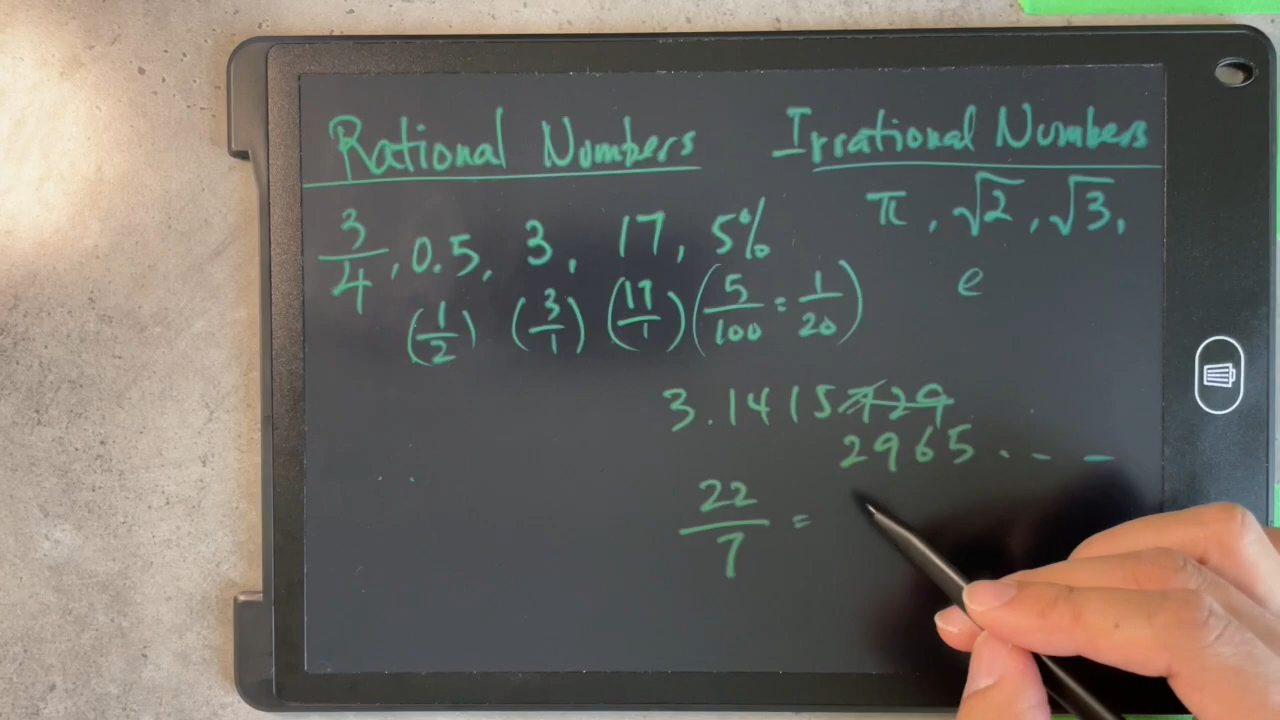 Rational Numbers
Irrational Numbers
3/4, 0.5, 3, 17, 5%
(1/2) (3/1) (17/1) (5/100 = 1/20)
π, √2, √3,
e
3.1415
2965...
22/7 =